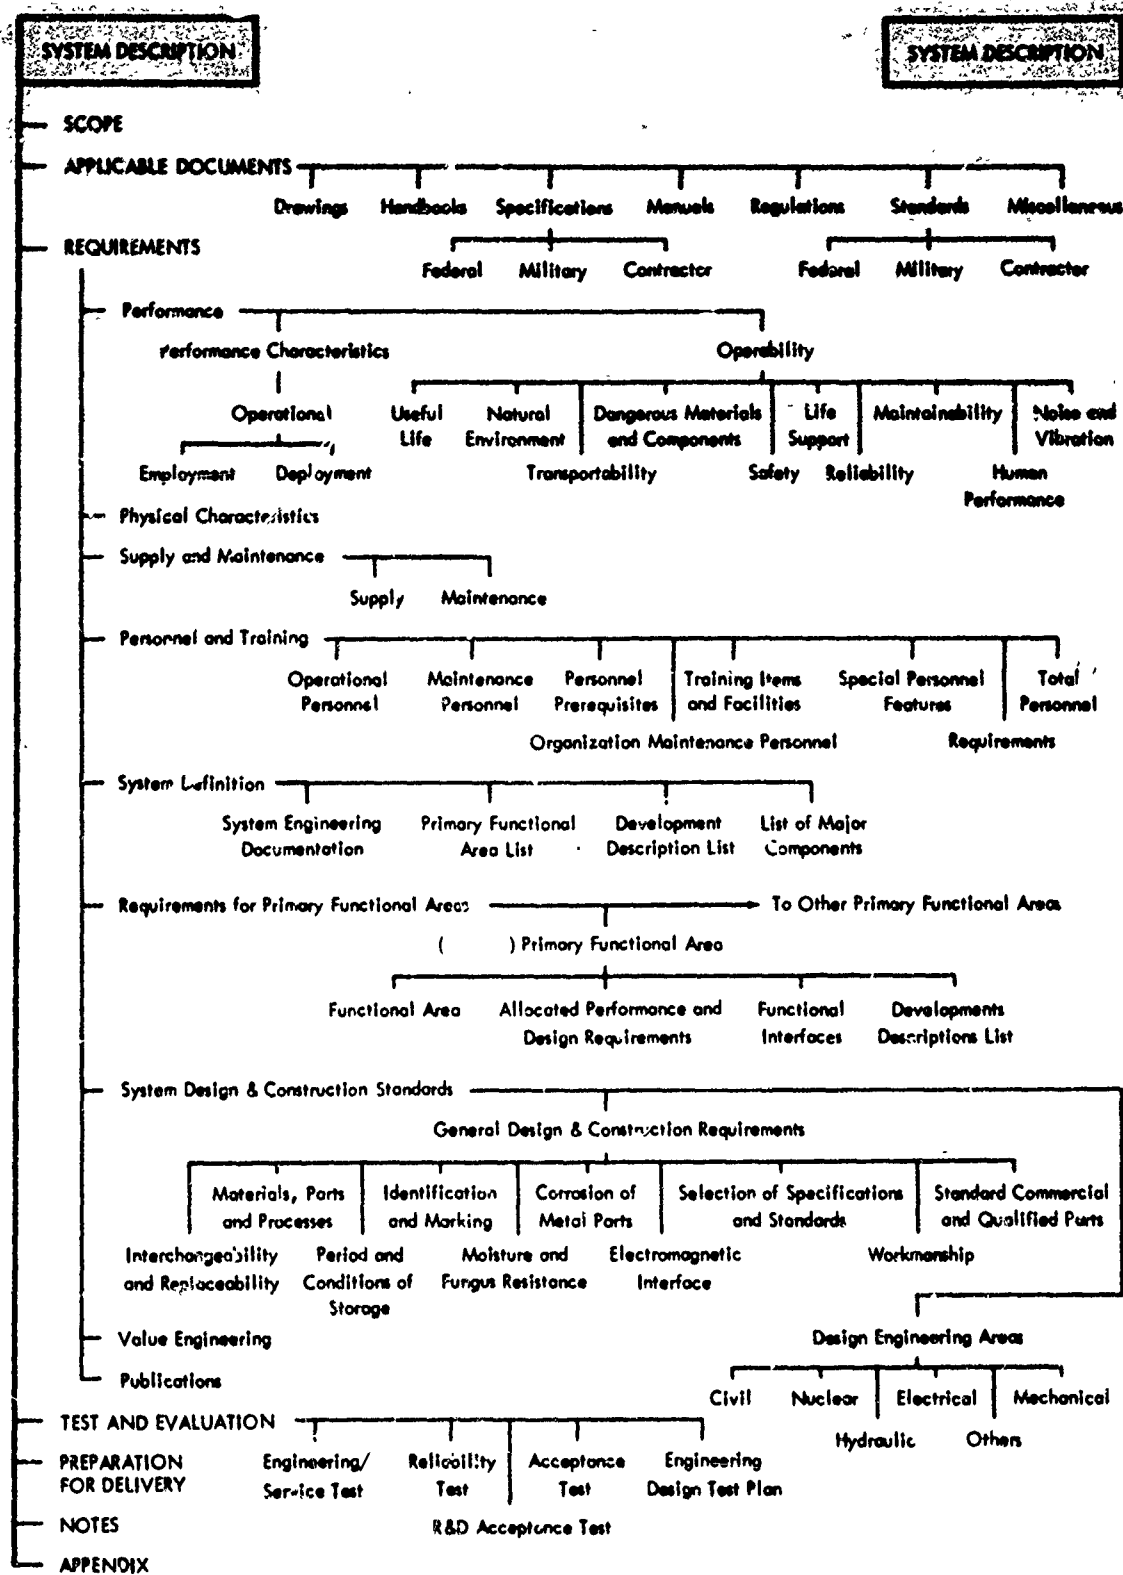 SYSTEM DESCRIPTION
SYSTEM DESCRIPTION
SCOPE
APPLICABLE DOCUMENTS
Drawings Handbooks Specifications Manuals Regulations Standards Miscellaneous
REQUIREMENTS
Federal Military Contractor Federal Military Contractor
Performance
Performance Characteristics Operability
Operational Useful Natural Dangerous Materials Life Maintainability Noise and
Life Environment and Components Support Vibration
Employment Deployment Transportability Safety Reliability Human
Performance
Physical Characteristics
Supply and Maintenance
Supply Maintenance
Personnel and Training
Operational Maintenance Personnel Training Items Special Personnel Total
Personnel Personnel Prerequisites and Facilities Features Personnel
Organization Maintenance Personnel Requirements
System Definition
System Engineering Primary Functional Development List of Major
Documentation Area List Description List Components
Requirements for Primary Functional Areas To Other Primary Functional Areas
( ) Primary Functional Area
Functional Area Allocated Performance and Functional Developments
Design Requirements Interfaces Descriptions List
System Design & Construction Standards
General Design & Construction Requirements
Materials, Parts Identification Corrosion of Selection of Specifications Standard Commercial
and Processes and Marking Metal Parts and Standards and Qualified Parts
Interchangeability Period and Moisture and Electromagnetic Workmanship
and Replaceability Conditions of Fungus Resistance Interface
Storage
Value Engineering Design Engineering Areas
Publications
Civil Nuclear Electrical Mechanical
TEST AND EVALUATION
Hydraulic Others
PREPARATION Engineering/ Reliability Acceptance Engineering
FOR DELIVERY Service Test Test Test Design Test Plan
NOTES
R&D Acceptance Test
APPENDIX